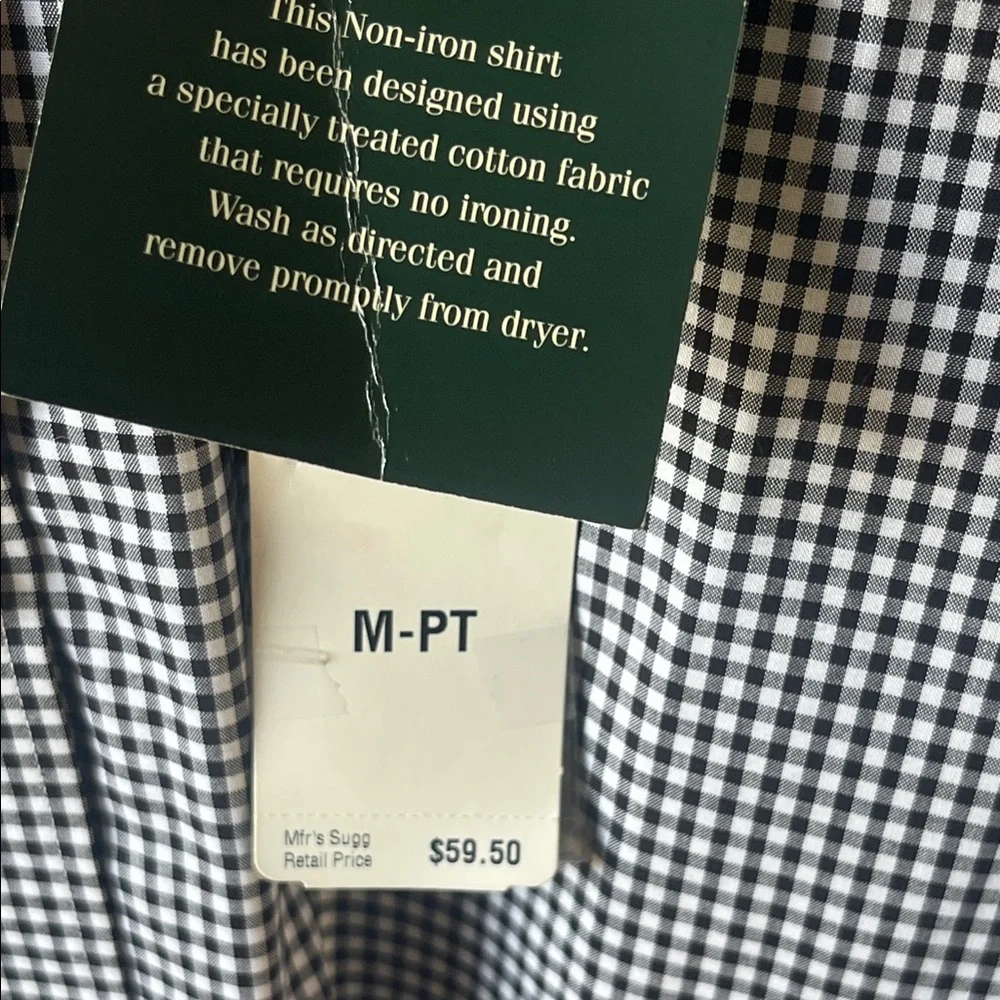 This Non-iron shirt
has been designed using
a specially treated cotton fabric
that requires no ironing.
Wash as directed and
remove promptly from dryer.
M-PT
Mfr's Sugg
Retail Price $59.50